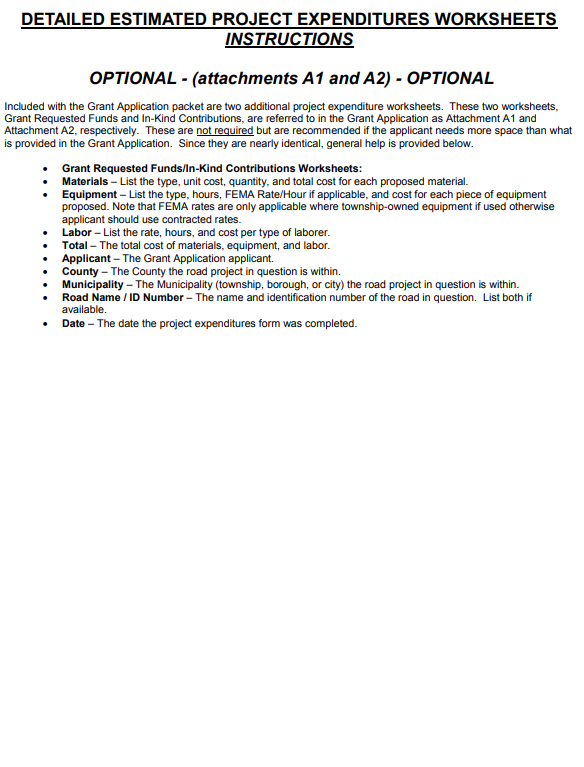 DETAILED ESTIMATED PROJECT EXPENDITURES WORKSHEETS
INSTRUCTIONS
OPTIONAL - (attachments A1 and A2) - OPTIONAL
Included with the Grant Application packet are two additional project expenditure worksheets.  These two worksheets,
Grant Requested Funds and In-Kind Contributions, are referred to in the Grant Application as Attachment A1 and
Attachment A2, respectively.  These are not required but are recommended if the applicant needs more space than what
is provided in the Grant Application.  Since they are nearly identical, general help is provided below.
• Grant Requested Funds/In-Kind Contributions Worksheets:
• Materials – List the type, unit cost, quantity, and total cost for each proposed material.
• Equipment – List the type, hours, FEMA Rate/Hour if applicable, and cost for each piece of equipment
proposed. Note that FEMA rates are only applicable where township-owned equipment if used otherwise
applicant should use contracted rates.
• Labor – List the rate, hours, and cost per type of laborer.
• Total – The total cost of materials, equipment, and labor.
• Applicant – The Grant Application applicant.
• County – The County the road project in question is within.
• Municipality – The Municipality (township, borough, or city) the road project in question is within.
• Road Name / ID Number – The name and identification number of the road in question.  List both if
available.
• Date – The date the project expenditures form was completed.